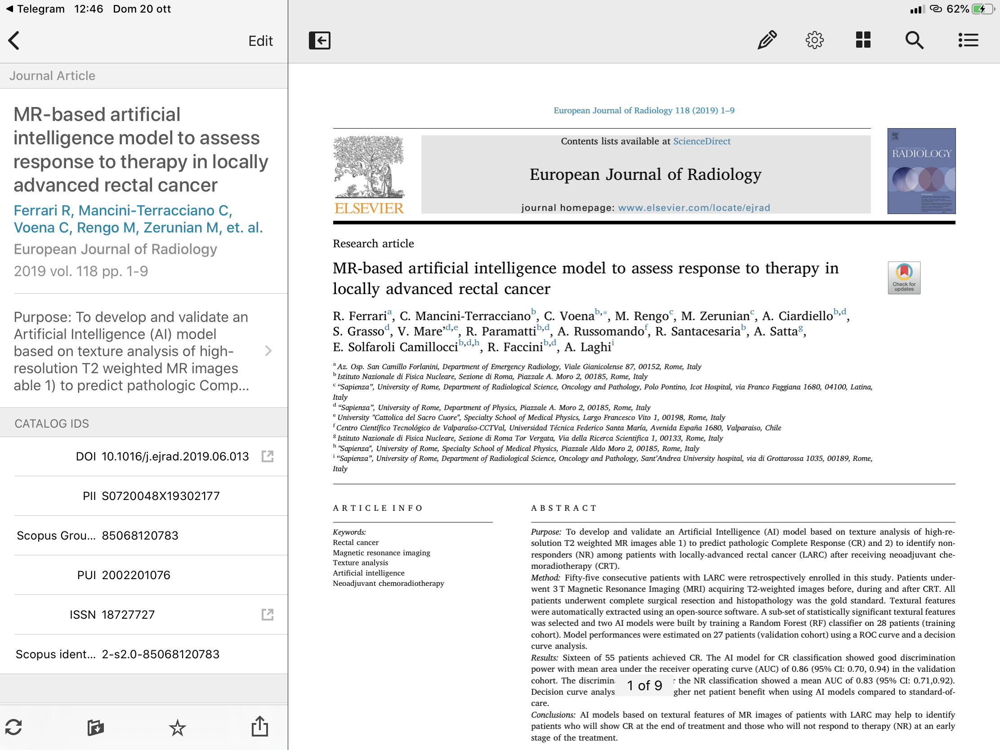 Telegram 12:46 Dom 20 ott
62%
Edit
Journal Article
MR-based artificial
intelligence model to assess
response to therapy in locally
advanced rectal cancer
Ferrari R, Mancini-Terracciano C,
Voena C, Rengo M, Zerunian M, et. al.
European Journal of Radiology
2019 vol. 118 pp. 1-9
Purpose: To develop and validate an
Artificial Intelligence (AI) model
based on texture analysis of high-
resolution T2 weighted MR images
able 1) to predict pathologic Comp...
CATALOG IDS
DOI 10.1016/j.ejrad.2019.06.013
PII S0720048X19302177
Scopus Grou... 85068120783
PUI 2002201076
ISSN 18727727
Scopus ident... 2-s2.0-85068120783
European Journal of Radiology 118 (2019) 1–9
Contents lists available at ScienceDirect
European Journal of Radiology
journal homepage: www.elsevier.com/locate/ejrad
NON SOLUS
ELSEVIER
EUROPEAN JOURNAL OF
RADIOLOGY
Research article
MR-based artificial intelligence model to assess response to therapy in
locally advanced rectal cancer
Check for
updates
R. Ferrari a, C. Mancini-Terracciano b, C. Voena b,*, M. Rengo c, M. Zerunian c, A. Ciardiello b,d,
S. Grasso d, V. Mare’ d,e, R. Paramatti b,d, A. Russomando f, R. Santacesaria b, A. Satta g,
E. Solfaroli Camillocci b,d,h, R. Faccini b,d, A. Laghi i
a Az. Osp. San Camillo Forlanini, Department of Emergency Radiology, Viale Gianicolense 87, 00152, Rome, Italy
b Istituto Nazionale di Fisica Nucleare, Sezione di Roma, Piazzale A. Moro 2, 00185, Rome, Italy
c “Sapienza”, University of Rome, Department of Radiological Science, Oncology and Pathology, Polo Pontino, Icot Hospital, via Franco Faggiana 1680, 04100, Latina,
Italy
d “Sapienza”, University of Rome, Department of Physics, Piazzale A. Moro 2, 00185, Rome, Italy
e University "Cattolica del Sacro Cuore", Specialty School of Medical Physics, Largo Francesco Vito 1, 00198, Rome, Italy
f Centro Científico Tecnológico de Valparaíso-CCTVal, Universidad Técnica Federico Santa María, Avenida España 1680, Valparaiso, Chile
g Istituto Nazionale di Fisica Nucleare, Sezione di Roma Tor Vergata, Via della Ricerca Scientifica 1, 00133, Rome, Italy
h "Sapienza", University of Rome, Specialty School of Medical Physics, Piazzale Aldo Moro 2, 00185, Rome, Italy
i “Sapienza”, University of Rome, Department of Radiological Science, Oncology and Pathology, Sant’Andrea University hospital, via di Grottarossa 1035, 00189, Rome,
Italy
ARTICLE INFO
Keywords:
Rectal cancer
Magnetic resonance imaging
Texture analysis
Artificial intelligence
Neoadjuvant chemoradiotherapy
ABSTRACT
Purpose: To develop and validate an Artificial Intelligence (AI) model based on texture analysis of high-re-
solution T2 weighted MR images able 1) to predict pathologic Complete Response (CR) and 2) to identify non-
responders (NR) among patients with locally-advanced rectal cancer (LARC) after receiving neoadjuvant che-
moradiotherapy (CRT).
Method: Fifty-five consecutive patients with LARC were retrospectively enrolled in this study. Patients under-
went 3 T Magnetic Resonance Imaging (MRI) acquiring T2-weighted images before, during and after CRT. All
patients underwent complete surgical resection and histopathology was the gold standard. Textural features
were automatically extracted using an open-source software. A sub-set of statistically significant textural features
was selected and two AI models were built by training a Random Forest (RF) classifier on 28 patients (training
cohort). Model performances were estimated on 27 patients (validation cohort) using a ROC curve and a decision
curve analysis.
Results: Sixteen of 55 patients achieved CR. The AI model for CR classification showed good discrimination
power with mean area under the receiver operating curve (AUC) of 0.86 (95% CI: 0.70, 0.94) in the validation
cohort. The discrimin r the NR classification showed a mean AUC of 0.83 (95% CI: 0.71,0.92).
1 of 9
Decision curve analys gher net patient benefit when using AI models compared to standard-of-
care.
Conclusions: AI models based on textural features of MR images of patients with LARC may help to identify
patients who will show CR at the end of treatment and those who will not respond to therapy (NR) at an early
stage of the treatment.